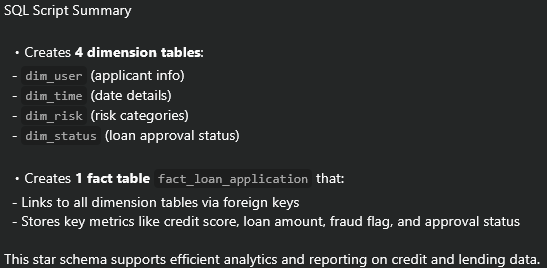 SQL Script Summary
• Creates 4 dimension tables:
- dim_user (applicant info)
- dim_time (date details)
- dim_risk (risk categories)
- dim_status (loan approval status)
• Creates 1 fact table fact_loan_application that:
- Links to all dimension tables via foreign keys
- Stores key metrics like credit score, loan amount, fraud flag, and approval status
This star schema supports efficient analytics and reporting on credit and lending data.